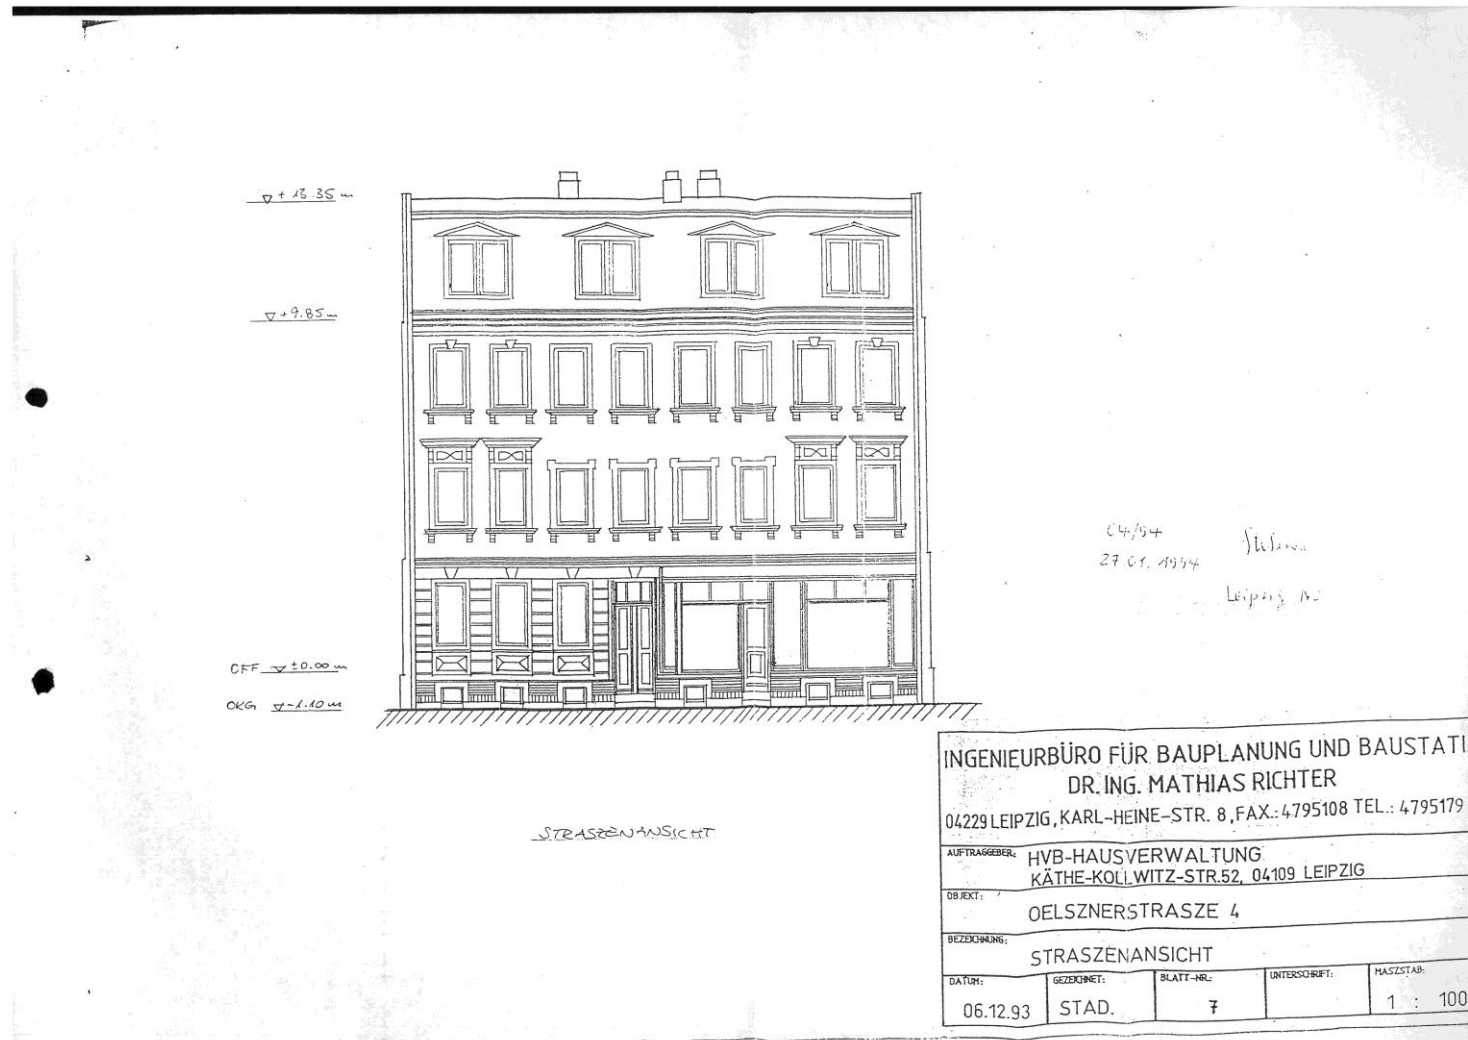 + 13.35 m
+9.85 m
OFF ±0.00 m
OKG -1.10 m
04/94
27.01.1994
Leipzig
STRASZENANSICHT
INGENIEURBÜRO FÜR BAUPLANUNG UND BAUSTATI
DR. ING. MATHIAS RICHTER
04229 LEIPZIG, KARL-HEINE-STR. 8, FAX.: 4795108 TEL.: 4795179
AUFTRAGGEBER: HVB-HAUSVERWALTUNG
KÄTHE-KOLLWITZ-STR.52, 04109 LEIPZIG
OBJEKT: OELSZNERSTRASZE 4
BEZEICHNUNG: STRASZENANSICHT
DATUM: GEZEICHNET: BLATT-NR.: UNTERSCHRIFT: MASZSTAB:
06.12.93 STAD. 7 1 : 100